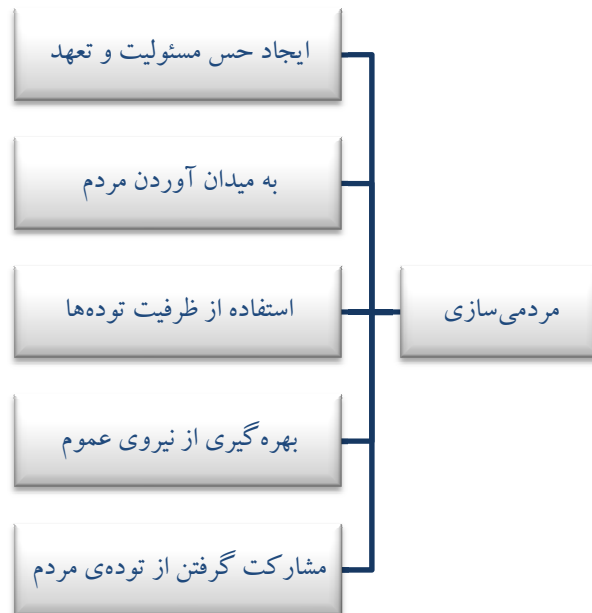 مردمی‌سازی
ایجاد حس مسئولیت و تعهد
به میدان آوردن مردم
استفاده از ظرفیت توده‌ها
بهره‌گیری از نیروی عموم
مشارکت گرفتن از توده‌ی مردم